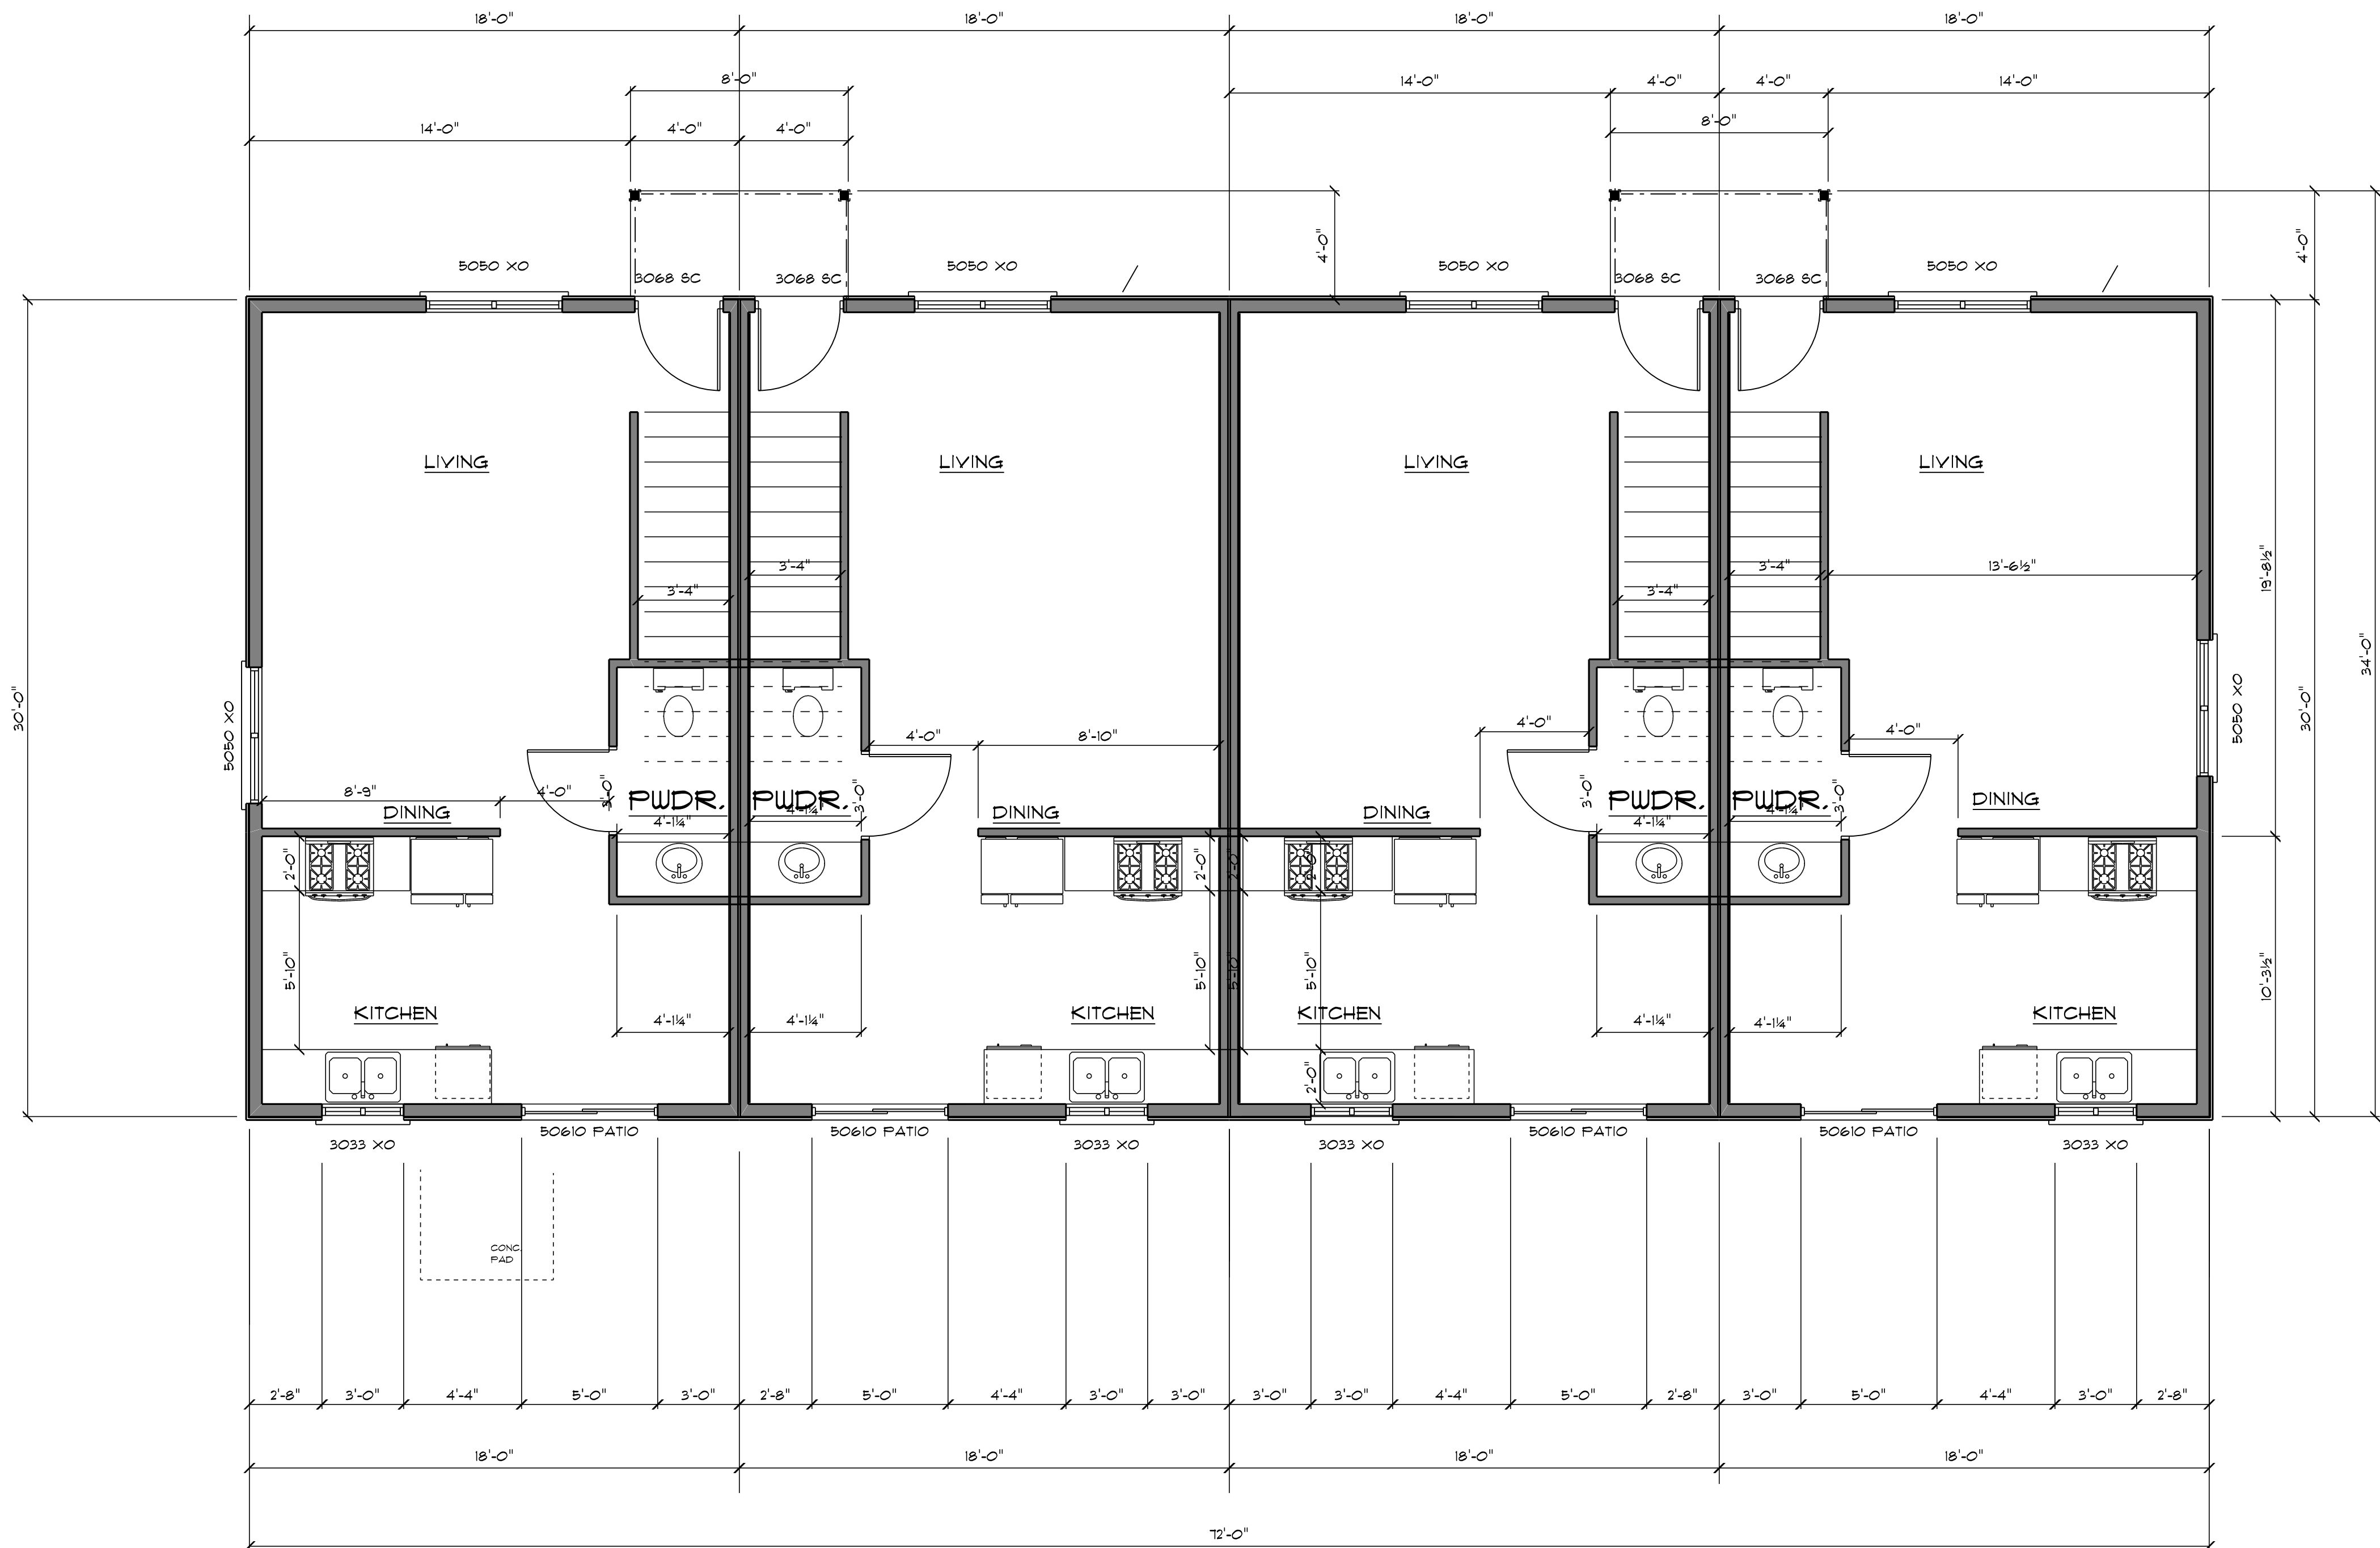 18'-0" 18'-0" 18'-0" 18'-0"
8'-0" 14'-0" 4'-0" 4'-0" 14'-0"
14'-0" 4'-0" 4'-0" 8'-0"
4'-0" 4'-0"
5050 XO 3068 SC 3068 SC 5050 XO 5050 XO 3068 SC 3068 SC 5050 XO
LIVING LIVING LIVING LIVING
3'-4" 3'-4" 13'-6½"
3'-4" 3'-4"
19'-8½"
34'-0"
30'-0" 30'-0"
5050 XO 5050 XO
4'-0" 8'-10" 4'-0" 4'-0"
8'-9" 4'-0" 3'-0" 3'-0" 3'-0" 3'-0"
PWDR. PWDR. PWDR. PWDR.
DINING DINING DINING DINING
4'-1¼" 4'-1¼" 4'-1¼" 4'-1¼"
2'-0" 2'-0" 2'-0" 2'-0"
5'-10" 5'-10" 5'-10" 5'-10" 10'-3½"
KITCHEN KITCHEN KITCHEN KITCHEN
4'-1¼" 4'-1¼" 4'-1¼" 4'-1¼"
2'-0"
50610 PATIO 50610 PATIO 50610 PATIO 50610 PATIO
3033 XO 3033 XO 3033 XO 3033 XO
CONC.
PAD
2'-8" 3'-0" 4'-4" 5'-0" 3'-0" 2'-8" 5'-0" 4'-4" 3'-0" 3'-0" 3'-0" 3'-0" 4'-4" 5'-0" 2'-8" 3'-0" 5'-0" 4'-4" 3'-0" 2'-8"
18'-0" 18'-0" 18'-0" 18'-0"
72'-0"